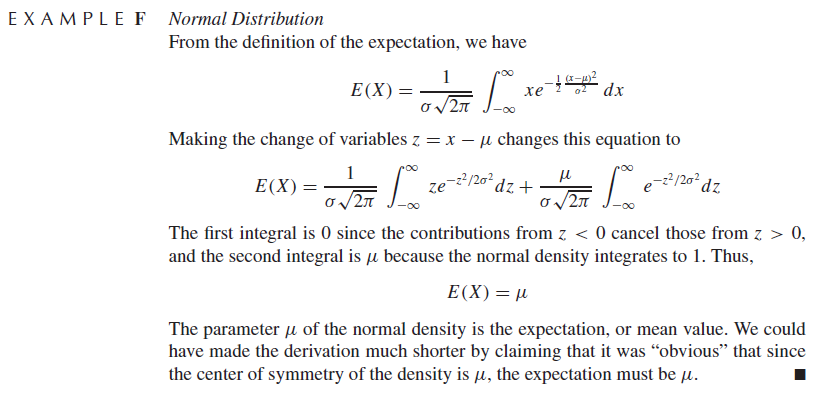 EXAMPLE F Normal Distribution
From the definition of the expectation, we have
E(X) = \frac{1}{\sigma\sqrt{2\pi}} \int_{-\infty}^{\infty} xe^{-\frac{1}{2}\frac{(x-\mu)^2}{\sigma^2}} dx
Making the change of variables z = x − μ changes this equation to
E(X) = \frac{1}{\sigma\sqrt{2\pi}} \int_{-\infty}^{\infty} ze^{-z^2/2\sigma^2} dz + \frac{\mu}{\sigma\sqrt{2\pi}} \int_{-\infty}^{\infty} e^{-z^2/2\sigma^2} dz
The first integral is 0 since the contributions from z < 0 cancel those from z > 0,
and the second integral is μ because the normal density integrates to 1. Thus,
E(X) = μ
The parameter μ of the normal density is the expectation, or mean value. We could
have made the derivation much shorter by claiming that it was “obvious” that since
the center of symmetry of the density is μ, the expectation must be μ. ■